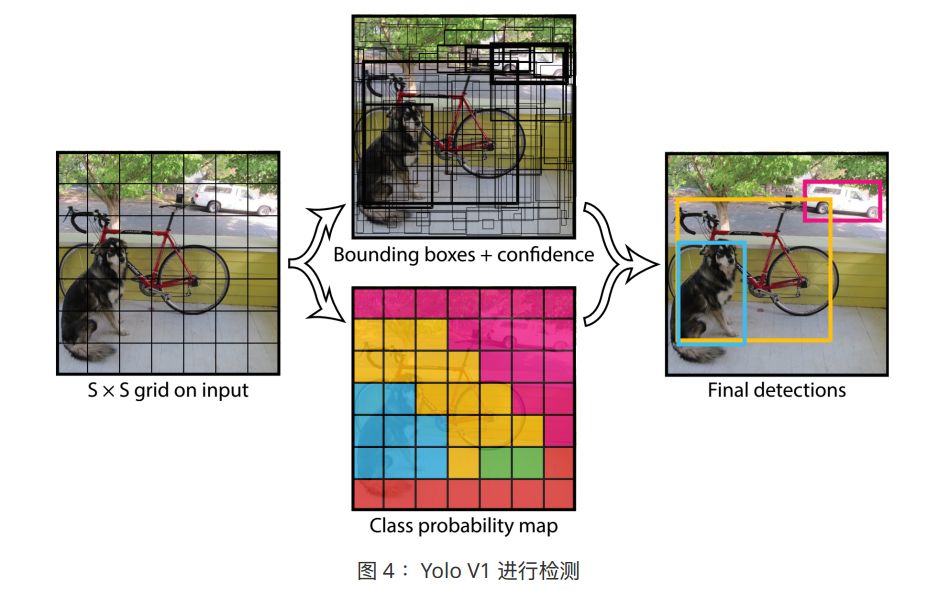 Bounding boxes + confidence
S × S grid on input
Final detections
Class probability map
图 4： Yolo V1 进行检测